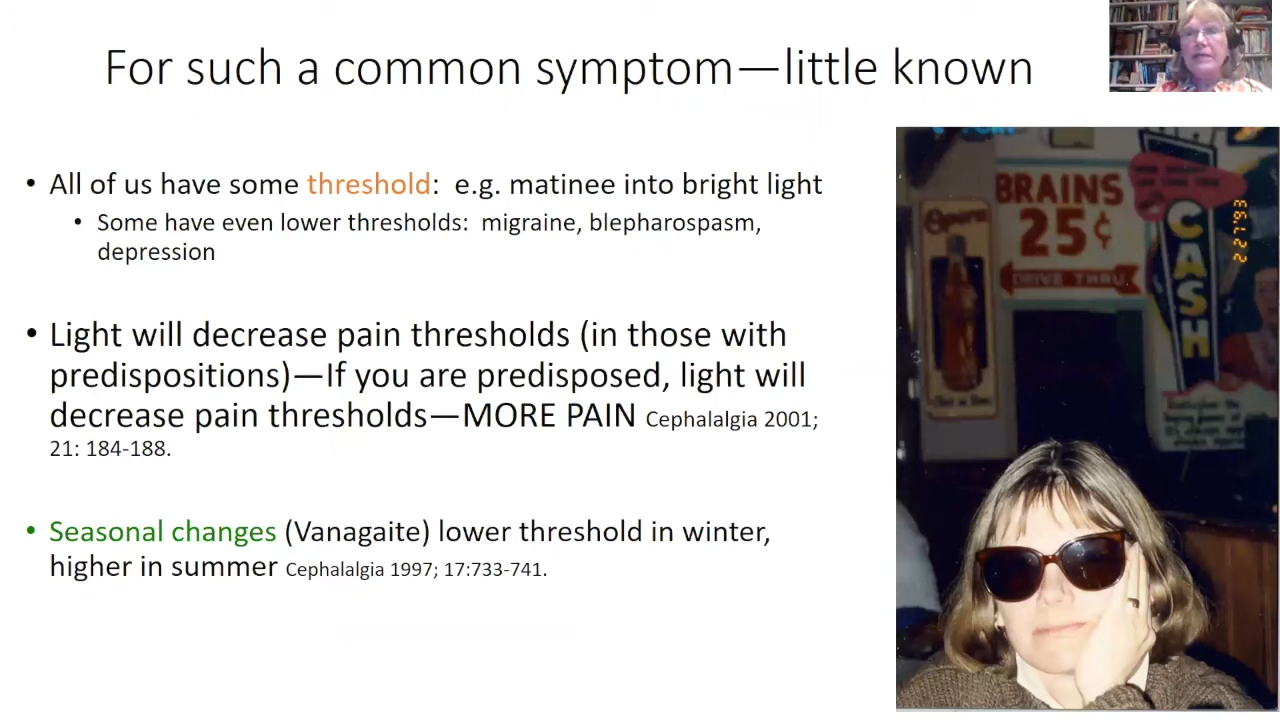 For such a common symptom—little known
• All of us have some threshold: e.g. matinee into bright light
• Some have even lower thresholds: migraine, blepharospasm,
depression
• Light will decrease pain thresholds (in those with
predispositions)—If you are predisposed, light will
decrease pain thresholds—MORE PAIN Cephalalgia 2001;
21: 184-188.
• Seasonal changes (Vanagaite) lower threshold in winter,
higher in summer Cephalalgia 1997; 17:733-741.
BRAINS
25¢
DRIVE THRU
CASH